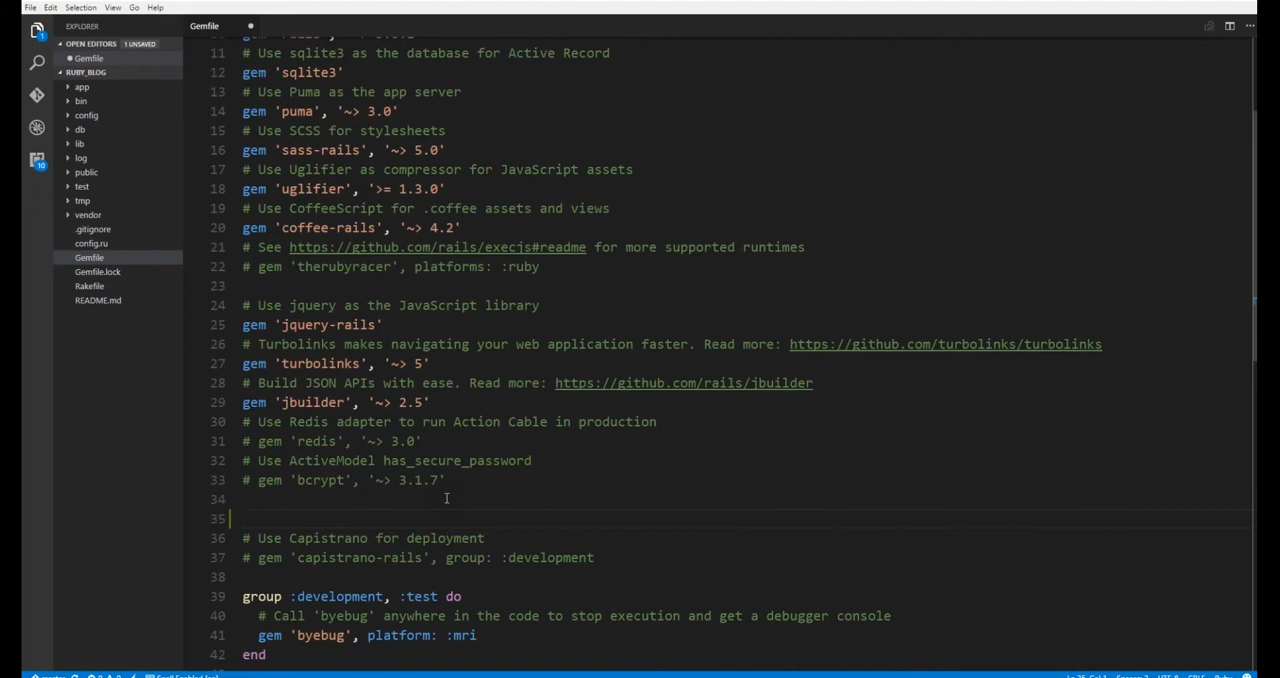 File Edit Selection View Go Help
EXPLORER
OPEN EDITORS 1 UNSAVED
Gemfile
RUBY_BLOG
app
bin
config
db
lib
log
public
test
tmp
vendor
.gitignore
config.ru
Gemfile
Gemfile.lock
Rakefile
README.md
1
10
Gemfile
11 # Use sqlite3 as the database for Active Record
12 gem 'sqlite3'
13 # Use Puma as the app server
14 gem 'puma', '~> 3.0'
15 # Use SCSS for stylesheets
16 gem 'sass-rails', '~> 5.0'
17 # Use Uglifier as compressor for JavaScript assets
18 gem 'uglifier', '>= 1.3.0'
19 # Use CoffeeScript for .coffee assets and views
20 gem 'coffee-rails', '~> 4.2'
21 # See https://github.com/rails/execjs#readme for more supported runtimes
22 # gem 'therubyracer', platforms: :ruby
23
24 # Use jquery as the JavaScript library
25 gem 'jquery-rails'
26 # Turbolinks makes navigating your web application faster. Read more: https://github.com/turbolinks/turbolinks
27 gem 'turbolinks', '~> 5'
28 # Build JSON APIs with ease. Read more: https://github.com/rails/jbuilder
29 gem 'jbuilder', '~> 2.5'
30 # Use Redis adapter to run Action Cable in production
31 # gem 'redis', '~> 3.0'
32 # Use ActiveModel has_secure_password
33 # gem 'bcrypt', '~> 3.1.7'
34
35
36 # Use Capistrano for deployment
37 # gem 'capistrano-rails', group: :development
38
39 group :development, :test do
40 # Call 'byebug' anywhere in the code to stop execution and get a debugger console
41 gem 'byebug', platform: :mri
42 end